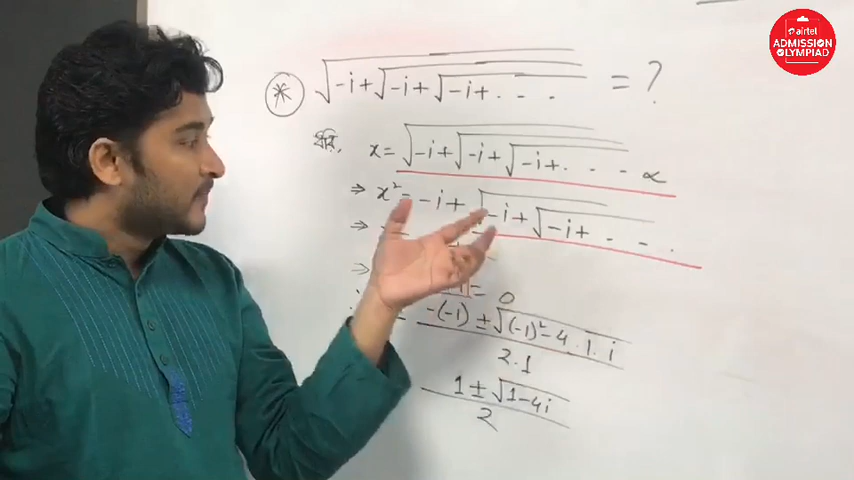 airtel
ADMISSION
OLYMPIAD
* √(-i+√(-i+√(-i+. . . = ?
ধরি, x = √(-i+√(-i+√(-i+. . . . α
⇒ x² = -i+√(-i+√(-i+ . . .
⇒
⇒ = 0
-(-1) ± √((-1)² - 4.1.i
2.1
1 ± √(1-4i
2